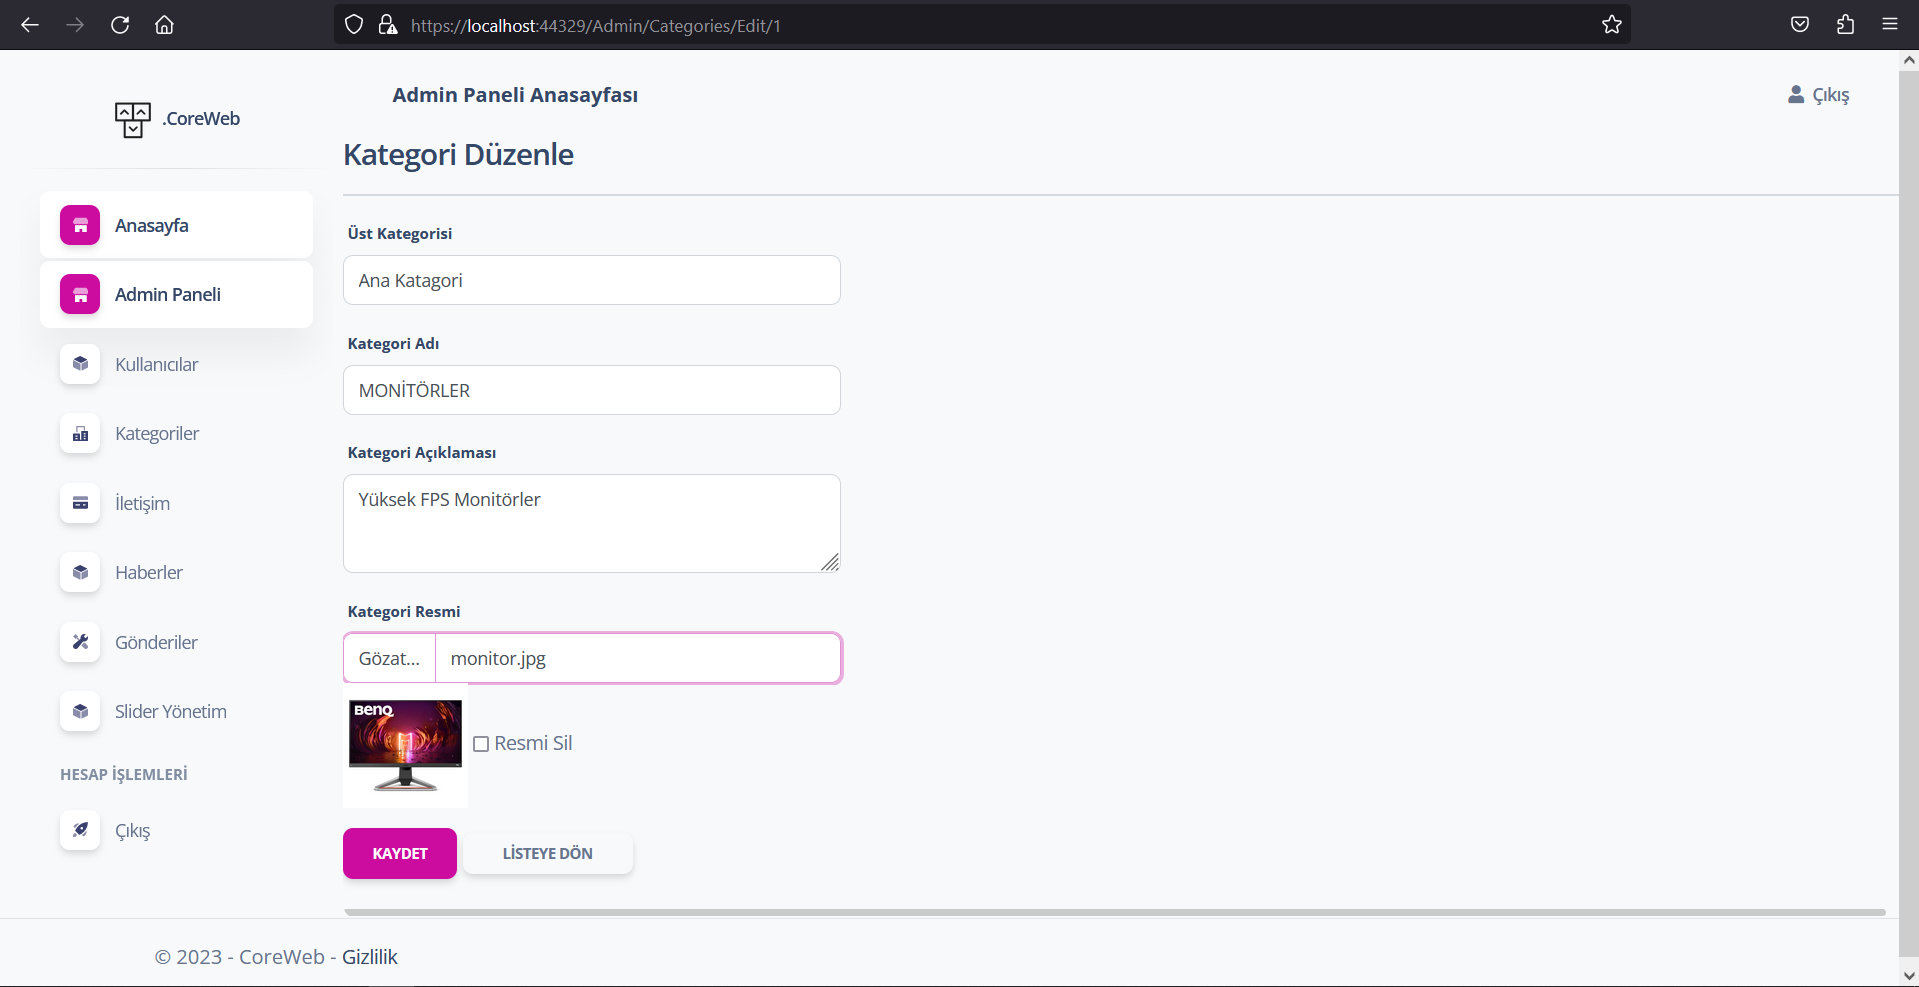 https://localhost:44329/Admin/Categories/Edit/1
.CoreWeb
Admin Paneli Anasayfası
Çıkış
Kategori Düzenle
Anasayfa
Admin Paneli
Kullanıcılar
Kategoriler
İletişim
Haberler
Gönderiler
Slider Yönetim
HESAP İŞLEMLERİ
Çıkış
Üst Kategorisi
Ana Katagori
Kategori Adı
MONİTÖRLER
Kategori Açıklaması
Yüksek FPS Monitörler
Kategori Resmi
Gözat... monitor.jpg
BenQ
Resmi Sil
KAYDET
LİSTEYE DÖN
© 2023 - CoreWeb - Gizlilik